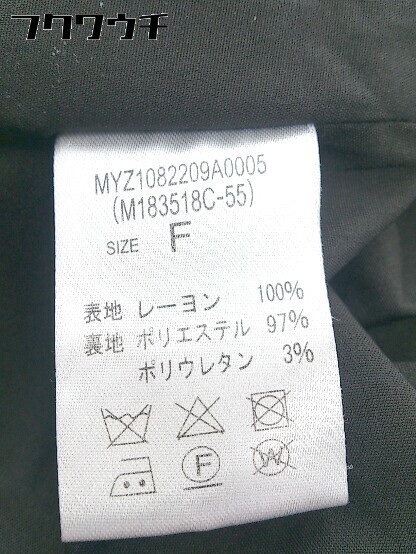 フクワウチ
MYZ1082209A0005
(M183518C-55)
SIZE F
表地 レーヨン 100%
裏地 ポリエステル 97%
ポリウレタン 3%
F
W